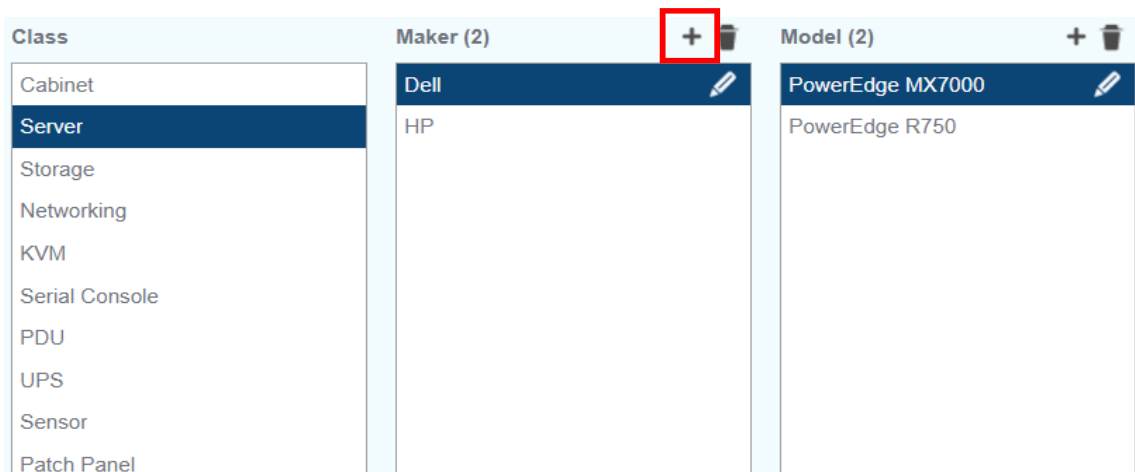 Class
Cabinet
Server
Storage
Networking
KVM
Serial Console
PDU
UPS
Sensor
Patch Panel
Maker (2)
Dell
HP
Model (2)
PowerEdge MX7000
PowerEdge R750